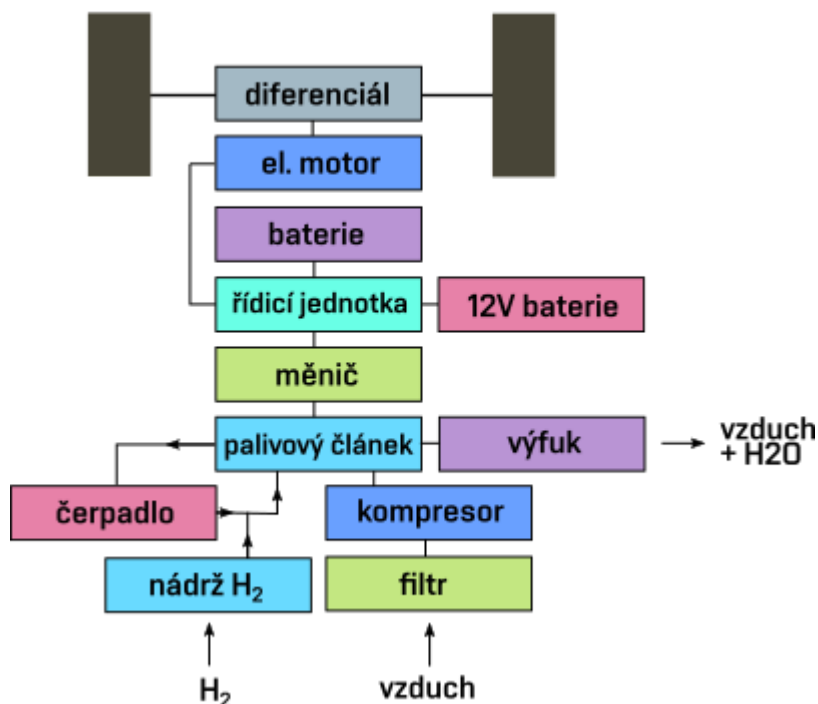 diferenciál
el. motor
baterie
řídicí jednotka
12V baterie
měnič
palivový článek
výfuk
vzduch
+ H2O
čerpadlo
kompresor
nádrž H₂
filtr
H₂
vzduch